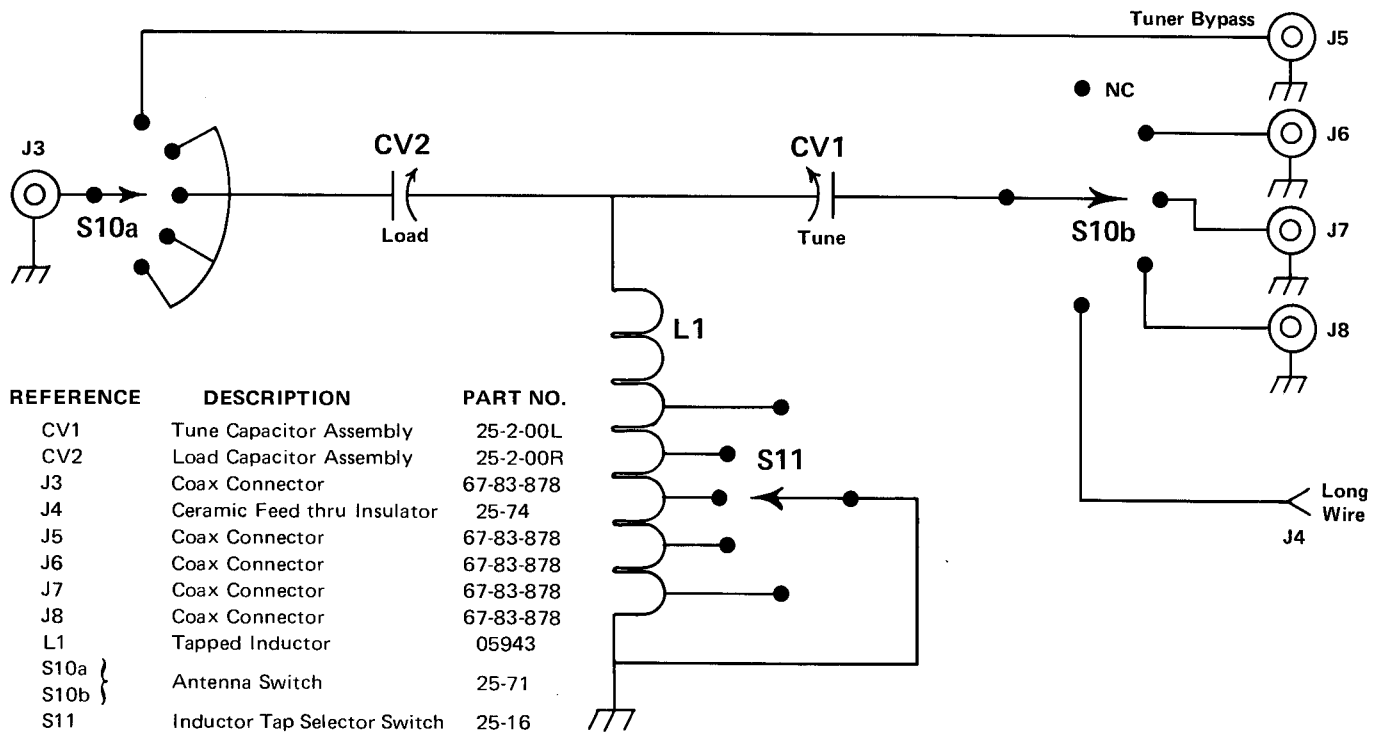 Tuner Bypass
J5
NC
J6
J3
CV2
CV1
S10a
Load
Tune
S10b
J7
L1
J8
REFERENCE DESCRIPTION PART NO.
CV1 Tune Capacitor Assembly 25-2-00L
CV2 Load Capacitor Assembly 25-2-00R
J3 Coax Connector 67-83-878
J4 Ceramic Feed thru Insulator 25-74
J5 Coax Connector 67-83-878
J6 Coax Connector 67-83-878
J7 Coax Connector 67-83-878
J8 Coax Connector 67-83-878
L1 Tapped Inductor 05943
S10a
S10b } Antenna Switch 25-71
S11 Inductor Tap Selector Switch 25-16
S11
Long
Wire
J4